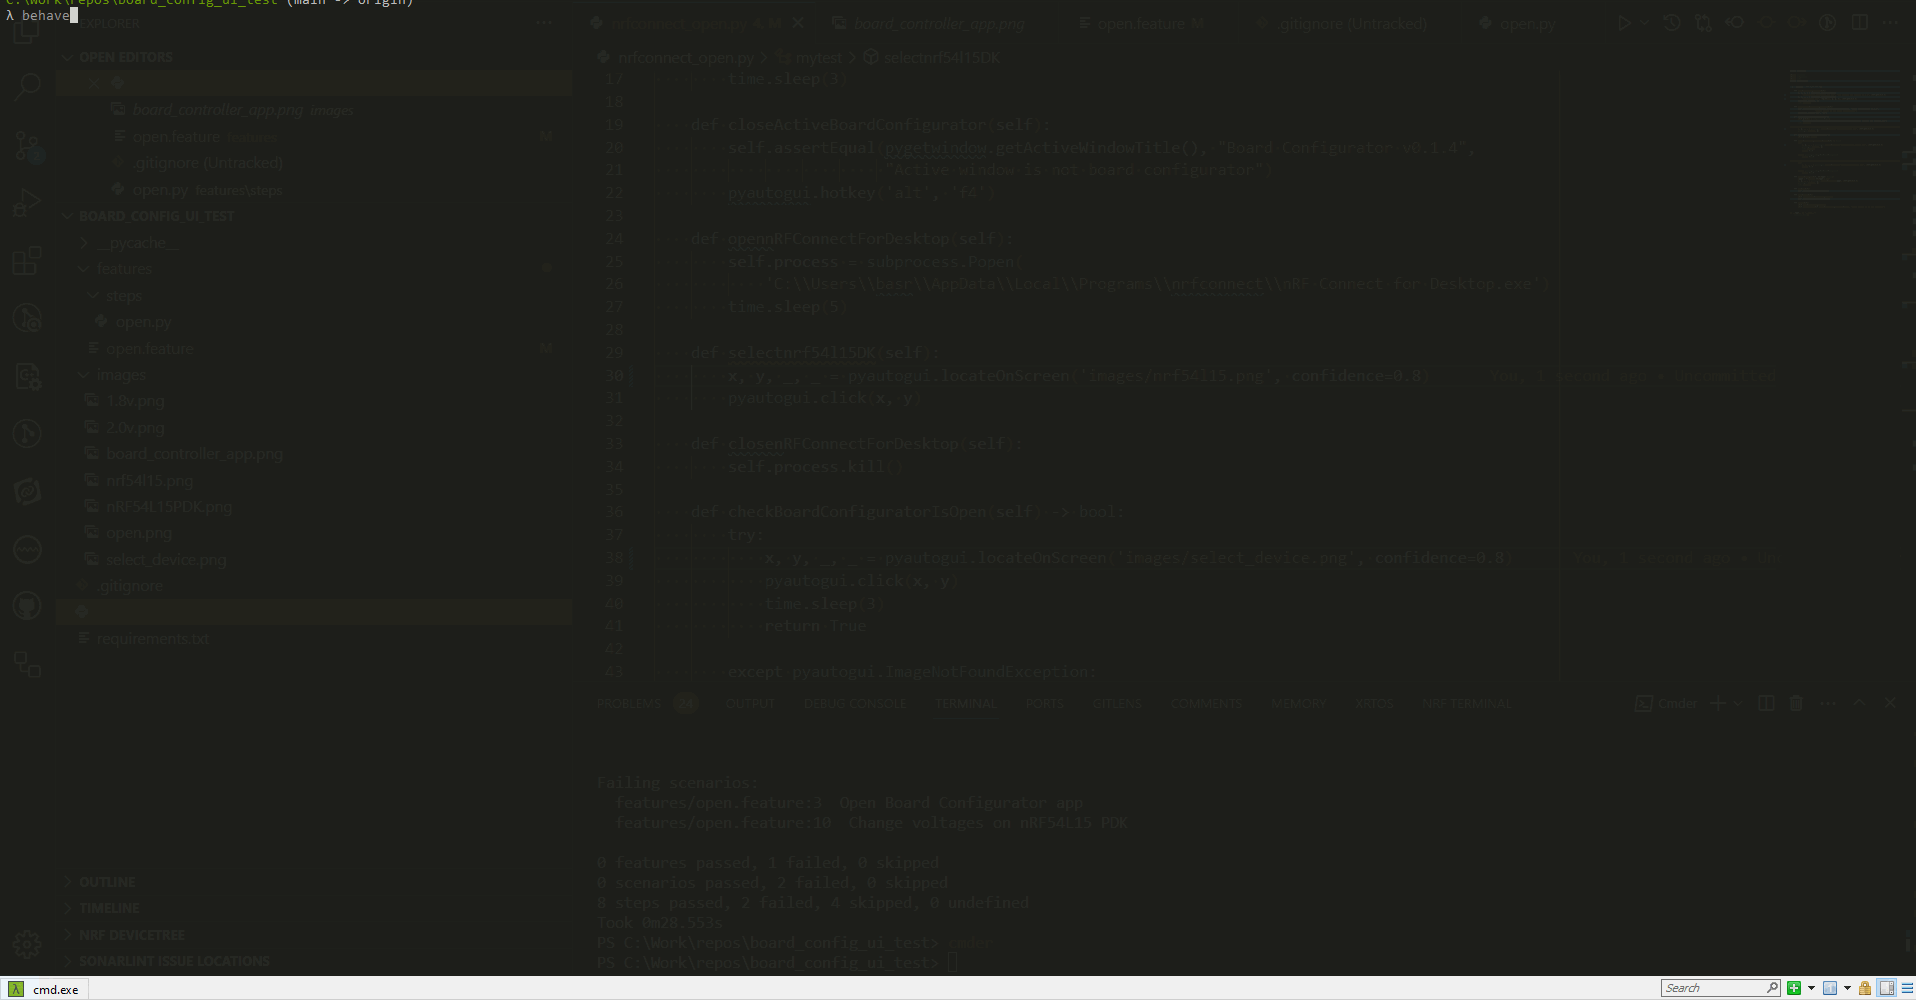 C:\Work\repos\board_config_ui_test (main -> origin)
λ behave
EXPLORER
OPEN EDITORS
board_controller_app.png images
open.feature features M
.gitignore (Untracked)
open.py features\steps
BOARD_CONFIG_UI_TEST
__pycache__
features
steps
open.py
open.feature M
images
1.8v.png
2.0v.png
board_controller_app.png
nrf54l15.png
nRF54L15PDK.png
open.png
select_device.png
.gitignore
requirements.txt
OUTLINE
TIMELINE
NRF DEVICETREE
SONARLINT ISSUE LOCATIONS
nrfconnect_open.py 4, M board_controller_app.png open.feature M .gitignore (Untracked) open.py
nrfconnect_open.py > mytest > selectnrf54l15DK
17 time.sleep(3)
18
19 def closeActiveBoardConfigurator(self):
20 self.assertEqual(pygetwindow.getActiveWindowTitle(), "Board Configurator v0.1.4",
21 "Active window is not board configurator")
22 pyautogui.hotkey('alt', 'f4')
23
24 def opennRFConnectForDesktop(self):
25 self.process = subprocess.Popen(
26 'C:\\Users\\basr\\AppData\\Local\\Programs\\nrfconnect\\nRF Connect for Desktop.exe')
27 time.sleep(5)
28
29 def selectnrf54l15DK(self):
30 x, y, _, _ = pyautogui.locateOnScreen('images/nrf54l15.png', confidence=0.8) You, 1 second ago • Uncommitted
31 pyautogui.click(x, y)
32
33 def closenRFConnectForDesktop(self):
34 self.process.kill()
35
36 def checkBoardConfiguratorIsOpen(self) -> bool:
37 try:
38 x, y, _, _ = pyautogui.locateOnScreen('images/select_device.png', confidence=0.8) You, 1 second ago • Un
39 pyautogui.click(x, y)
40 time.sleep(3)
41 return True
42
43 except pyautogui.ImageNotFoundException:
PROBLEMS 24 OUTPUT DEBUG CONSOLE TERMINAL PORTS GITLENS COMMENTS MEMORY XRTOS NRF TERMINAL Cmder
Failing scenarios:
features/open.feature:3 Open Board Configurator app
features/open.feature:10 Change voltages on nRF54L15 PDK
0 features passed, 1 failed, 0 skipped
0 scenarios passed, 2 failed, 0 skipped
8 steps passed, 2 failed, 4 skipped, 0 undefined
Took 0m28.553s
PS C:\Work\repos\board_config_ui_test> cmder
PS C:\Work\repos\board_config_ui_test>
λ cmd.exe
Search